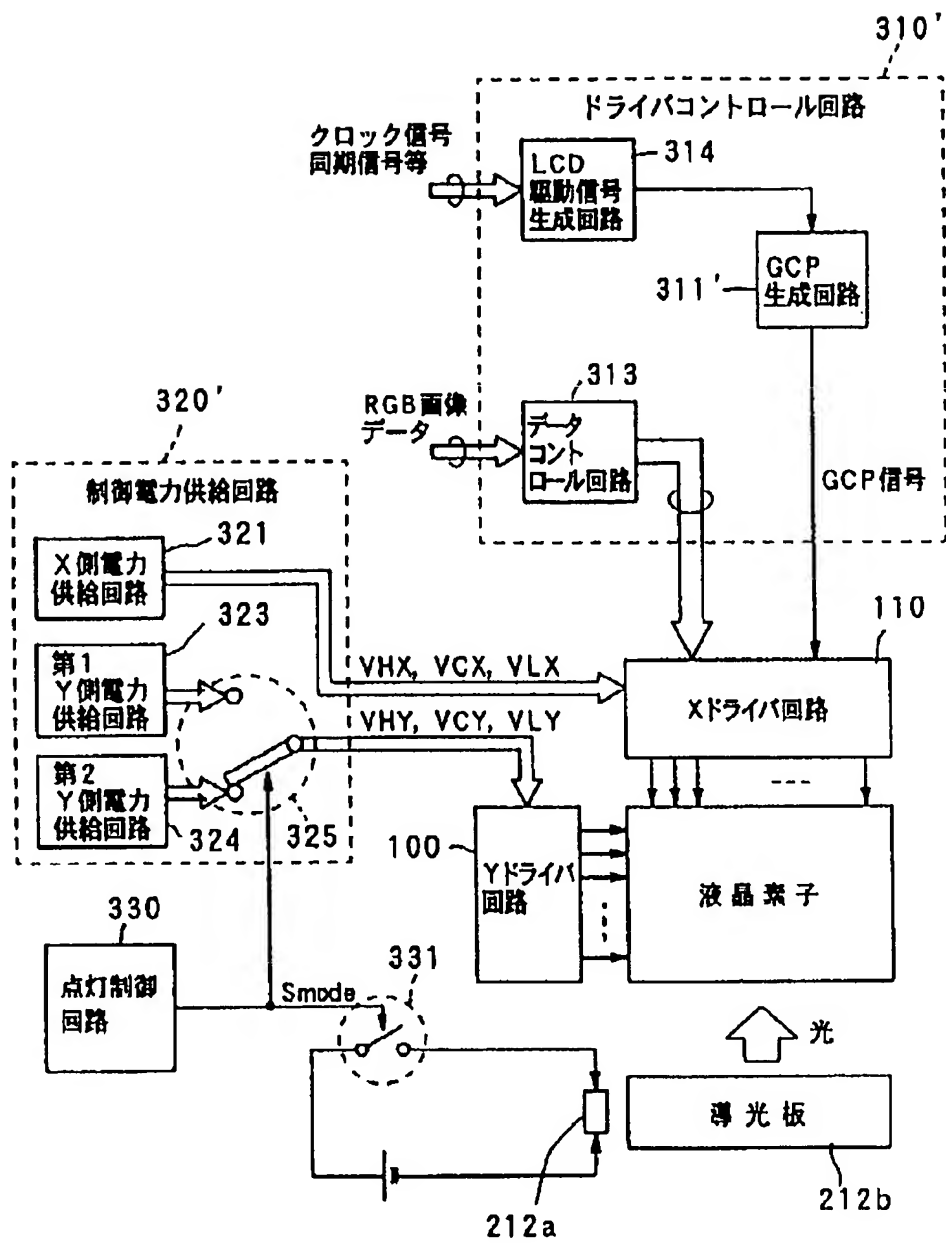 310'
ドライバコントロール回路
クロック信号
同期信号等
314
LCD
駆動信号
生成回路
GCP
生成回路
311'
313
RGB画像
データ
データ
コント
ロール回路
GCP信号
320'
制御電力供給回路
321
X側電力
供給回路
323
第1
Y側電力
供給回路
第2
Y側電力
供給回路
324
325
VHX, VCX, VLX
VHY, VCY, VLY
110
Xドライバ回路
100
Yドライバ
回路
液晶素子
330
点灯制御
回路
Smode
331
光
導光板
212a
212b